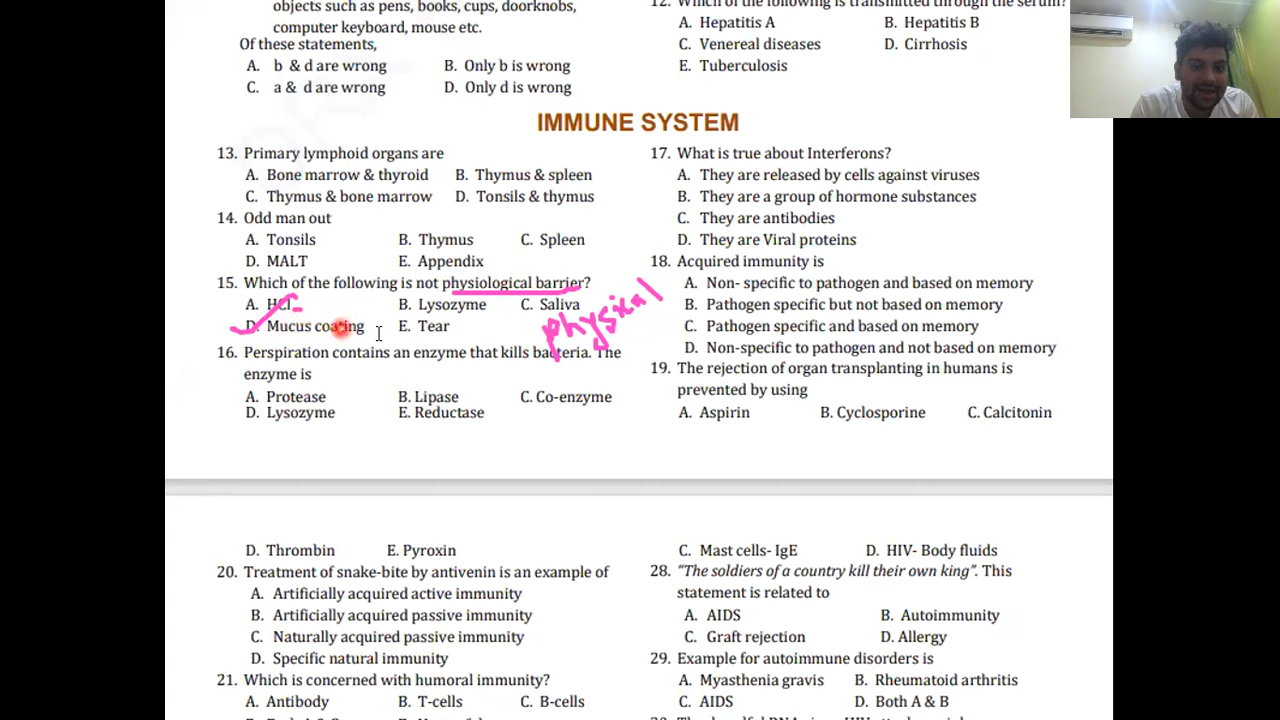 objects such as pens, books, cups, doorknobs,
computer keyboard, mouse etc.
Of these statements,
A. b & d are wrong B. Only b is wrong
C. a & d are wrong D. Only d is wrong
12. Which of the following is transmitted through the serum?
A. Hepatitis A B. Hepatitis B
C. Venereal diseases D. Cirrhosis
E. Tuberculosis
IMMUNE SYSTEM
13. Primary lymphoid organs are
A. Bone marrow & thyroid B. Thymus & spleen
C. Thymus & bone marrow D. Tonsils & thymus
14. Odd man out
A. Tonsils B. Thymus C. Spleen
D. MALT E. Appendix
15. Which of the following is not physiological barrier?
A. HCl B. Lysozyme C. Saliva
D. Mucus coating E. Tear
physical
16. Perspiration contains an enzyme that kills bacteria. The
enzyme is
A. Protease B. Lipase C. Co-enzyme
D. Lysozyme E. Reductase
17. What is true about Interferons?
A. They are released by cells against viruses
B. They are a group of hormone substances
C. They are antibodies
D. They are Viral proteins
18. Acquired immunity is
A. Non- specific to pathogen and based on memory
B. Pathogen specific but not based on memory
C. Pathogen specific and based on memory
D. Non-specific to pathogen and not based on memory
19. The rejection of organ transplanting in humans is
prevented by using
A. Aspirin B. Cyclosporine C. Calcitonin
D. Thrombin E. Pyroxin
20. Treatment of snake-bite by antivenin is an example of
A. Artificially acquired active immunity
B. Artificially acquired passive immunity
C. Naturally acquired passive immunity
D. Specific natural immunity
21. Which is concerned with humoral immunity?
A. Antibody B. T-cells C. B-cells
C. Mast cells- IgE D. HIV- Body fluids
28. "The soldiers of a country kill their own king". This
statement is related to
A. AIDS B. Autoimmunity
C. Graft rejection D. Allergy
29. Example for autoimmune disorders is
A. Myasthenia gravis B. Rheumatoid arthritis
C. AIDS D. Both A & B